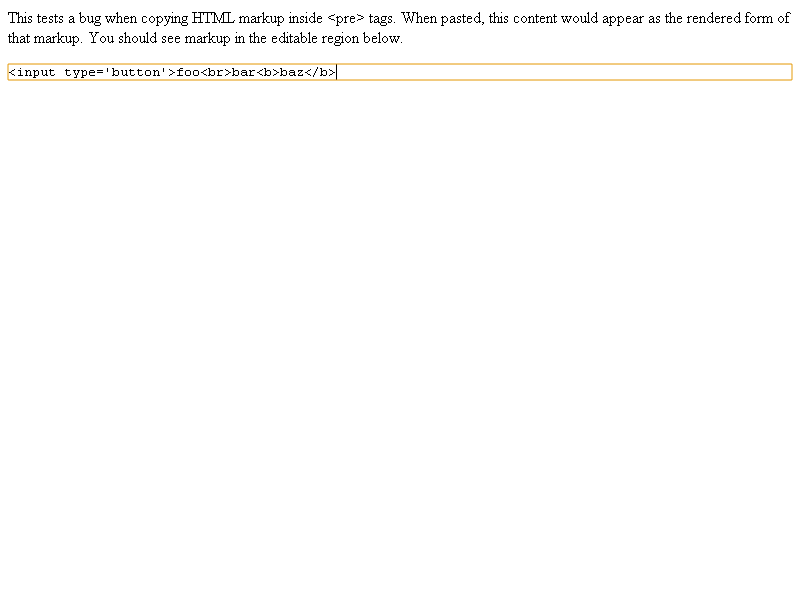 This tests a bug when copying HTML markup inside <pre> tags. When pasted, this content would appear as the rendered form of
that markup. You should see markup in the editable region below.
<input type='button'>foo<br>bar<b>baz</b>